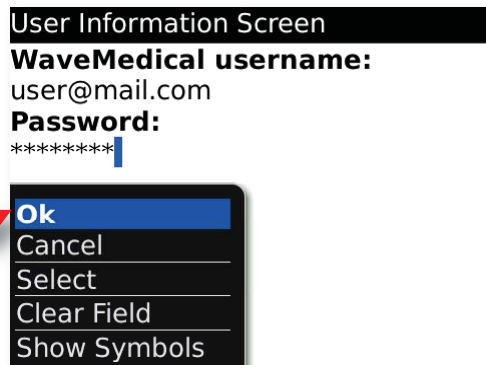 User Information Screen
WaveMedical username:
user@mail.com
Password:
********
Ok
Cancel
Select
Clear Field
Show Symbols